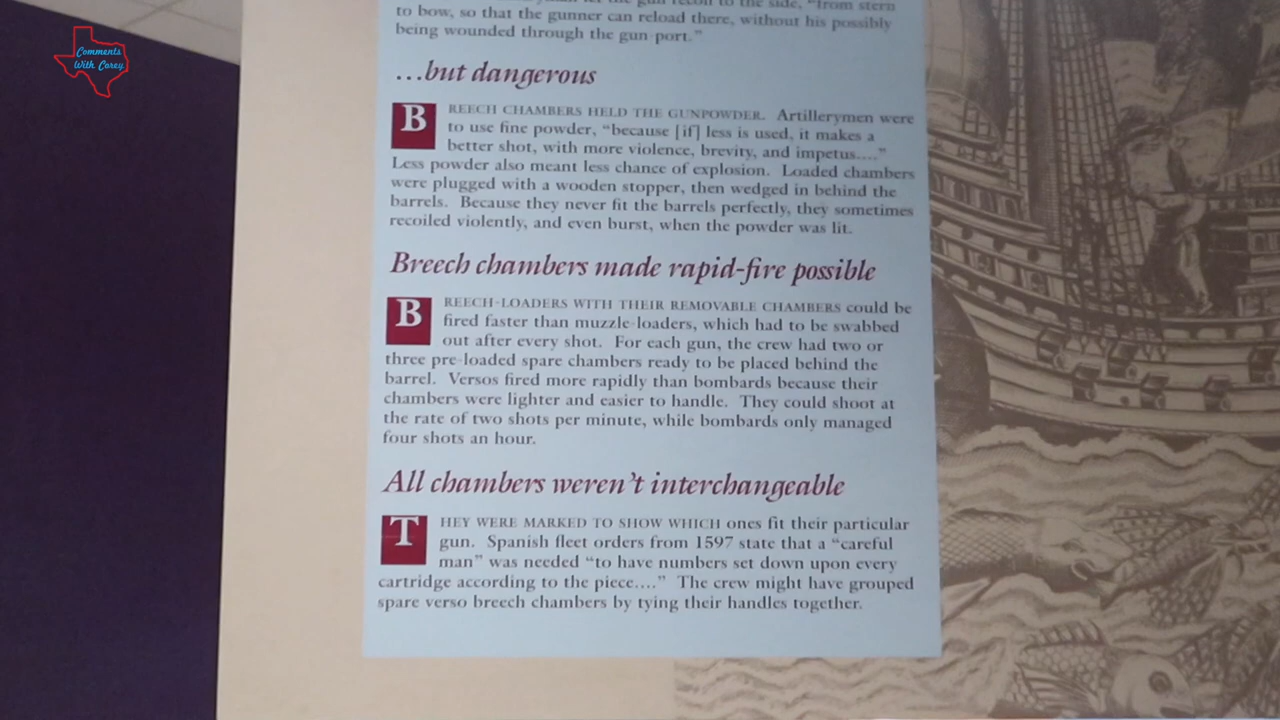 Comments
With Corey
to bow, so that the gunner can reload there, without his possibly
being wounded through the gun port.”
…but dangerous
BREECH CHAMBERS HELD THE GUNPOWDER. Artillerymen were
to use fine powder, “because [if] less is used, it makes a
better shot, with more violence, brevity, and impetus....”
Less powder also meant less chance of explosion. Loaded chambers
were plugged with a wooden stopper, then wedged in behind the
barrels. Because they never fit the barrels perfectly, they sometimes
recoiled violently, and even burst, when the powder was lit.
Breech chambers made rapid-fire possible
BREECH-LOADERS WITH THEIR REMOVABLE CHAMBERS could be
fired faster than muzzle-loaders, which had to be swabbed
out after every shot. For each gun, the crew had two or
three pre-loaded spare chambers ready to be placed behind the
barrel. Versos fired more rapidly than bombards because their
chambers were lighter and easier to handle. They could shoot at
the rate of two shots per minute, while bombards only managed
four shots an hour.
All chambers weren’t interchangeable
THEY WERE MARKED TO SHOW WHICH ones fit their particular
gun. Spanish fleet orders from 1597 state that a “careful
man” was needed “to have numbers set down upon every
cartridge according to the piece....” The crew might have grouped
spare verso breech chambers by tying their handles together.